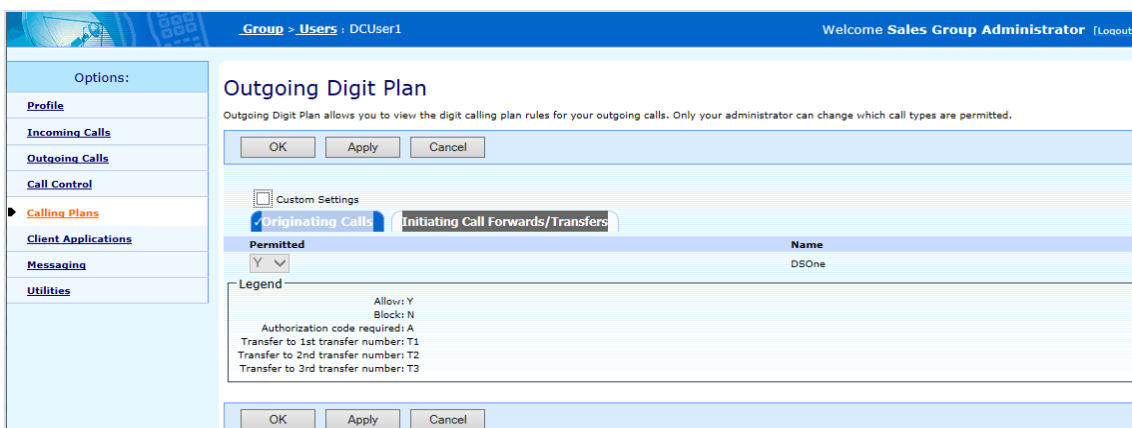 Group > Users : DCUser1
Welcome Sales Group Administrator [Logout
Options:
Profile
Incoming Calls
Outgoing Calls
Call Control
Calling Plans
Client Applications
Messaging
Utilities
Outgoing Digit Plan
Outgoing Digit Plan allows you to view the digit calling plan rules for your outgoing calls. Only your administrator can change which call types are permitted.
OK Apply Cancel
Custom Settings
Originating Calls Initiating Call Forwards/Transfers
Permitted Name
Y DSOne
Legend
Allow: Y
Block: N
Authorization code required: A
Transfer to 1st transfer number: T1
Transfer to 2nd transfer number: T2
Transfer to 3rd transfer number: T3
OK Apply Cancel